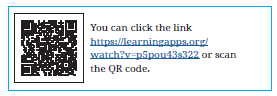 You can click the link
https://learningapps.org/
watch?v=p5pou43s322 or scan
the QR code.